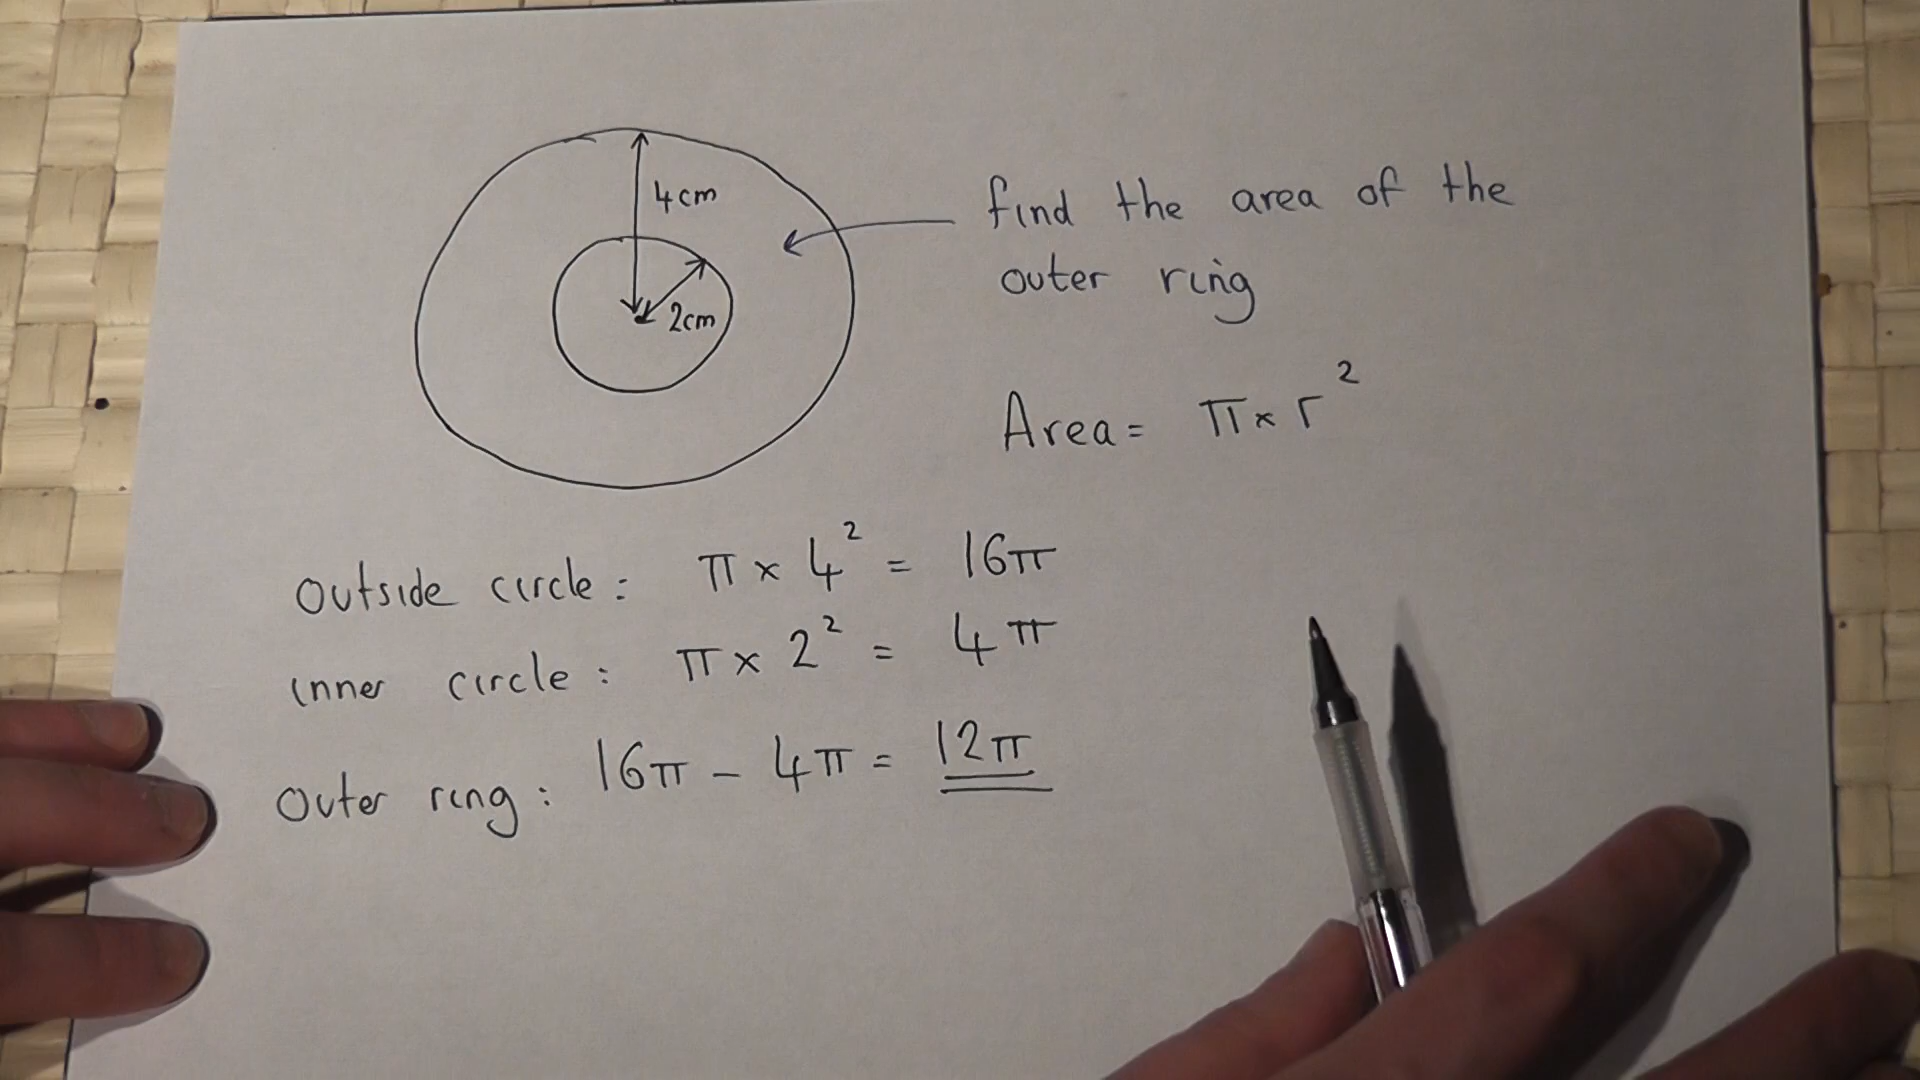 4cm
2cm
find the area of the
outer ring
Area = π × r²
Outside circle : π × 4² = 16π
inner circle : π × 2² = 4π
Outer ring : 16π - 4π = 12π